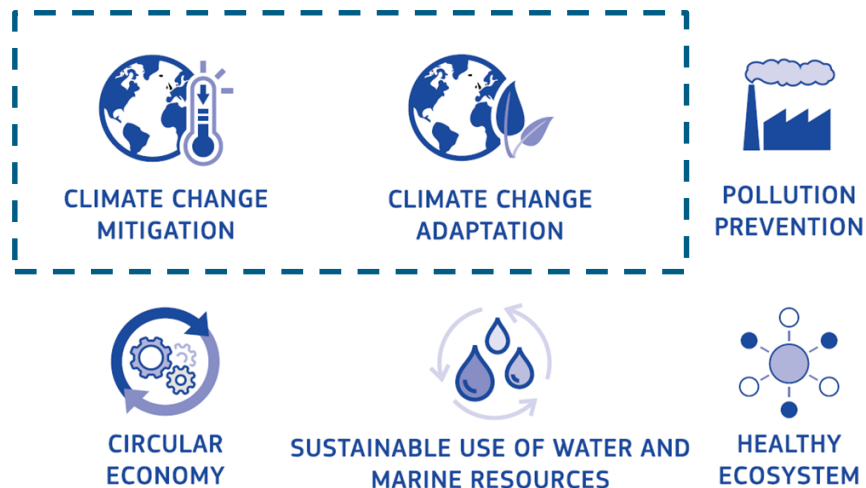 CLIMATE CHANGE
MITIGATION
CLIMATE CHANGE
ADAPTATION
POLLUTION
PREVENTION
CIRCULAR
ECONOMY
SUSTAINABLE USE OF WATER AND
MARINE RESOURCES
HEALTHY
ECOSYSTEM